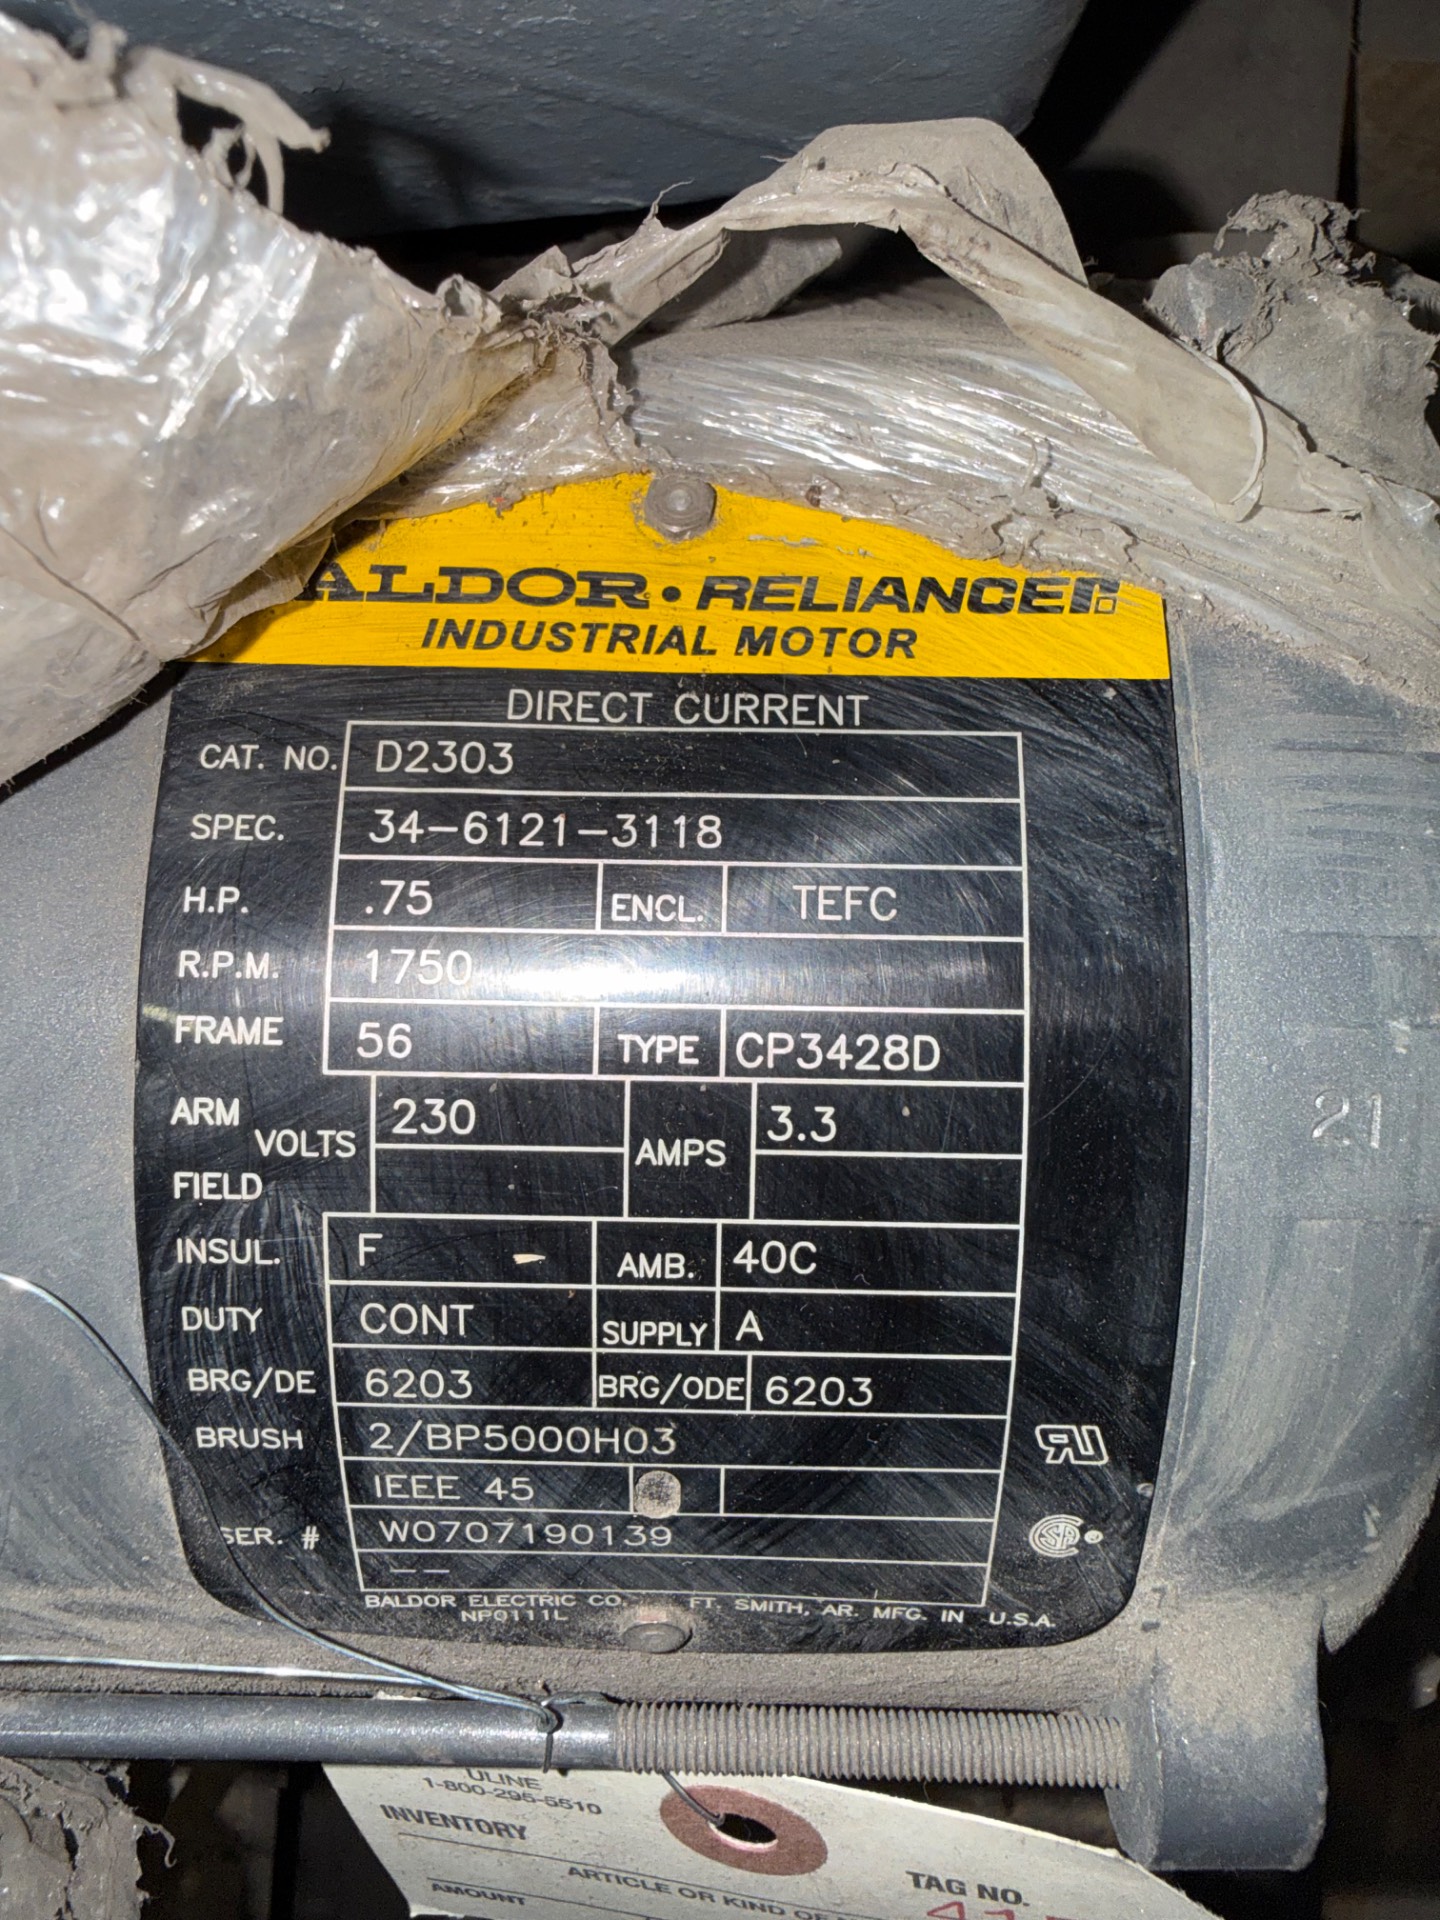 BALDOR • RELIANCE
INDUSTRIAL MOTOR
DIRECT CURRENT
CAT. NO. D2303
SPEC. 34-6121-3118
H.P. .75 ENCL. TEFC
R.P.M. 1750
FRAME 56 TYPE CP3428D
ARM VOLTS 230 AMPS 3.3
FIELD
INSUL. F AMB. 40C
DUTY CONT SUPPLY A
BRG/DE 6203 BRG/ODE 6203
BRUSH 2/BP5000H03
IEEE 45
SER. # W0707190139
--
BALDOR ELECTRIC CO. FT. SMITH, AR. MFG. IN U.S.A.
NP0111L
21
ULINE
1-800-295-5510
INVENTORY
TAG NO.
ARTICLE OR KIND OF
AMOUNT